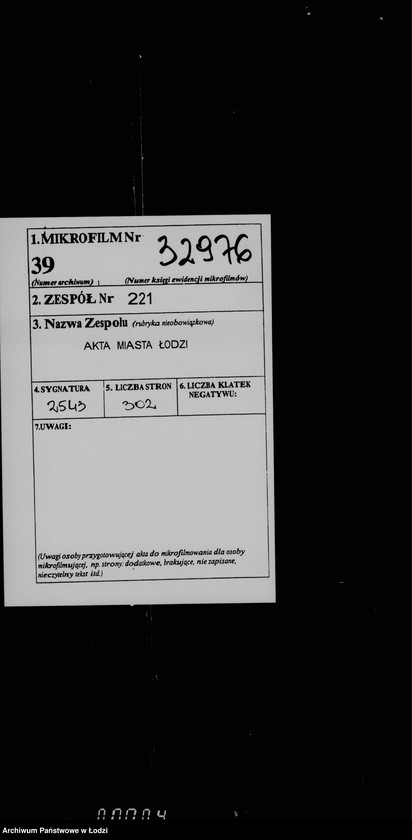 1. MIKROFILM Nr 32976
39
(Numer archiwum) (Numer księgi ewidencji mikrofilmów)
2. ZESPÓŁ Nr 221
3. Nazwa Zespołu (rubryka nieobowiązkowa)
AKTA MIASTA ŁODZI
4. SYGNATURA 5. LICZBA STRON 6. LICZBA KLATEK
NEGATYWU:
2543 302
7. UWAGI:
(Uwagi osoby przygotowującej akta do mikrofilmowania dla osoby
mikrofilmującej, np. strony: dodatkowe, brakujące, nie zapisane,
nieczytelny tekst itd.)
Archiwum Państwowe w Łodzi